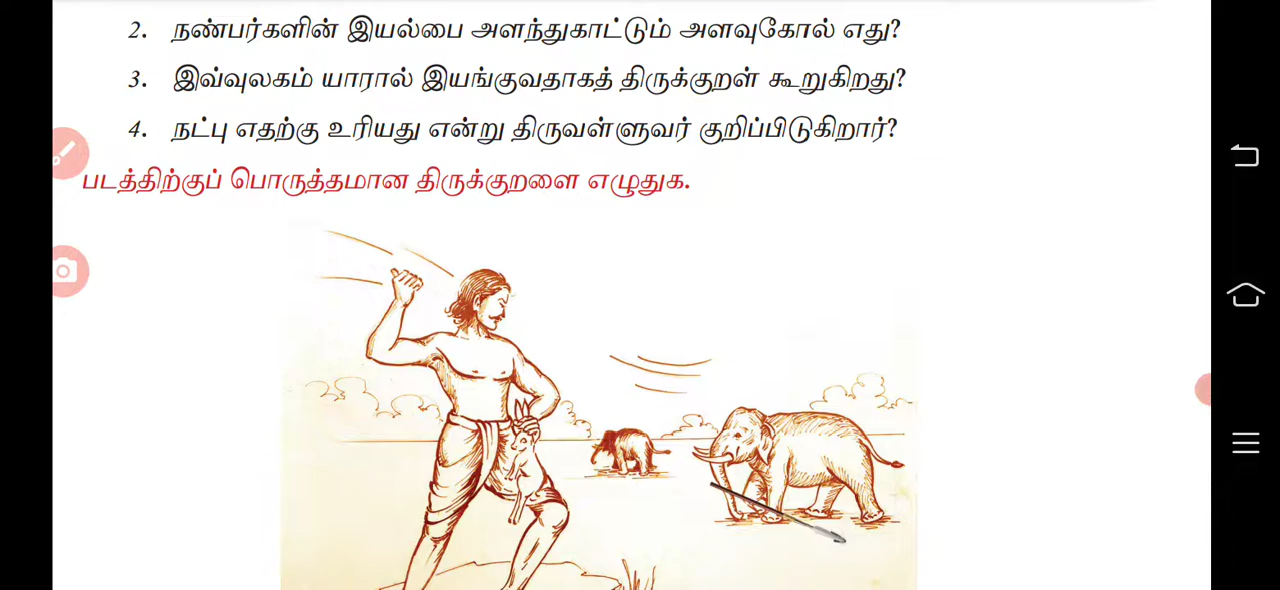 2. நண்பர்களின் இயல்பை அளந்துகாட்டும் அளவுகோல் எது?
3. இவ்வுலகம் யாரால் இயங்குவதாகத் திருக்குறள் கூறுகிறது?
4. நட்பு எதற்கு உரியது என்று திருவள்ளுவர் குறிப்பிடுகிறார்?
படத்திற்குப் பொருத்தமான திருக்குறளை எழுதுக.